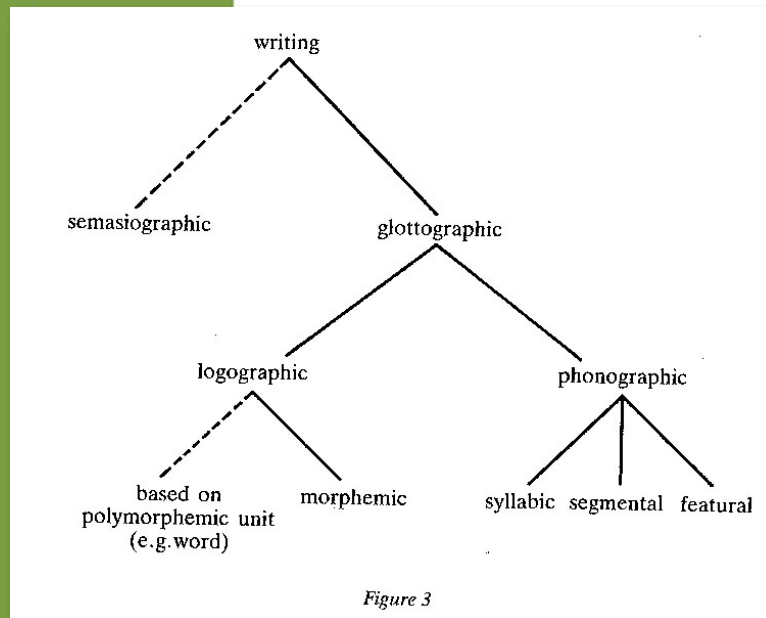 writing
semasiographic
glottographic
logographic
phonographic
based on
polymorphemic unit
(e.g.word)
morphemic
syllabic segmental featural
Figure 3